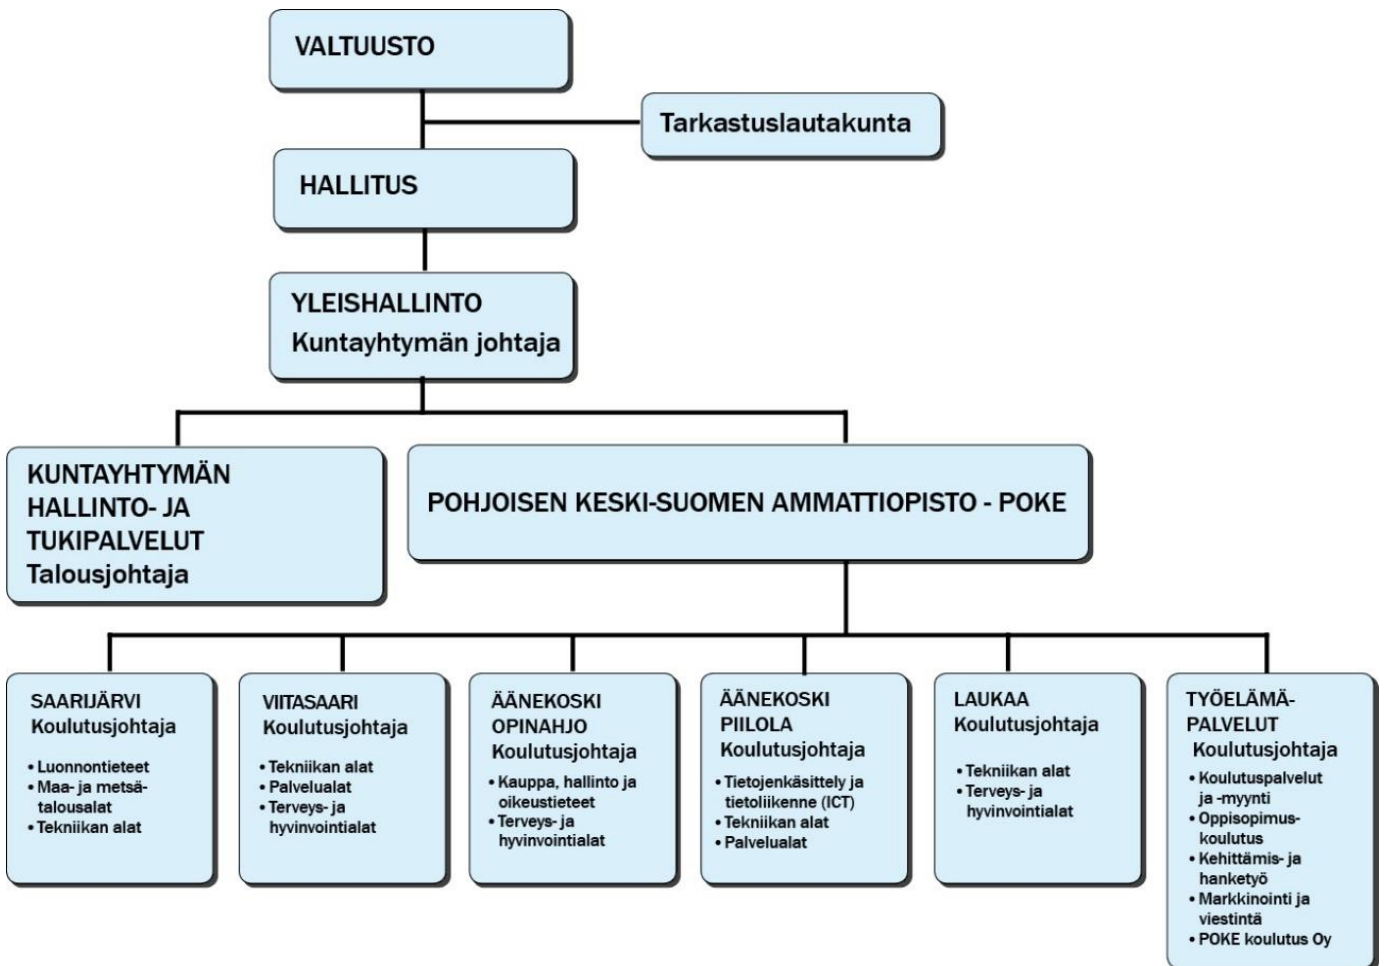 VALTUUSTO
Tarkastuslautakunta
HALLITUS
YLEISHALLINTO
Kuntayhtymän johtaja
KUNTAYHTYMÄN
HALLINTO- JA
TUKIPALVELUT
Talousjohtaja
POHJOISEN KESKI-SUOMEN AMMATTIOPISTO - POKE
SAARIJÄRVI
Koulutusjohtaja
• Luonnontieteet
• Maa- ja metsä-
talousalat
• Tekniikan alat
VIITASAARI
Koulutusjohtaja
• Tekniikan alat
• Palvelualat
• Terveys- ja
hyvinvointialat
ÄÄNEKOSKI
OPINAHJO
Koulutusjohtaja
• Kauppa, hallinto ja
oikeustieteet
• Terveys- ja
hyvinvointialat
ÄÄNEKOSKI
PIILOLA
Koulutusjohtaja
• Tietojenkäsittely ja
tietoliikenne (ICT)
• Tekniikan alat
• Palvelualat
LAUKAA
Koulutusjohtaja
• Tekniikan alat
• Terveys- ja
hyvinvointialat
TYÖELÄMÄ-
PALVELUT
Koulutusjohtaja
• Koulutuspalvelut
ja -myynti
• Oppisopimus-
koulutus
• Kehittämis- ja
hanketyö
• Markkinointi ja
viestintä
• POKE koulutus Oy